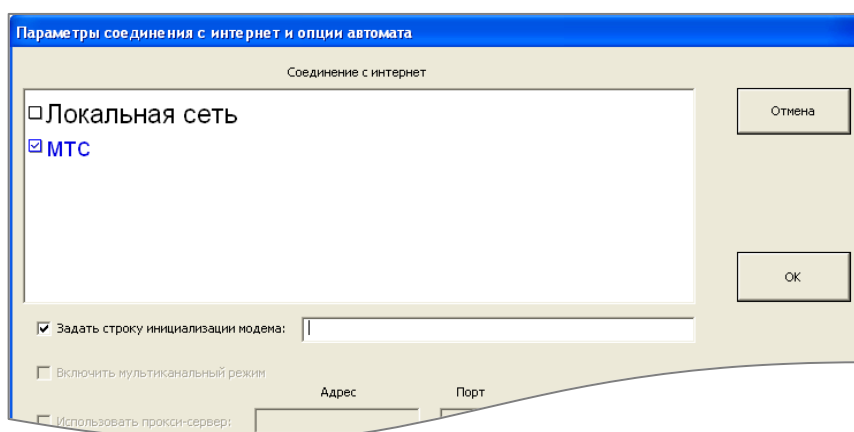 Параметры соединения с интернет и опции автомата
Соединение с интернет
Локальная сеть
МТС
Отмена
ОК
Задать строку инициализации модема:
Включить мультиканальный режим
Адрес
Порт
Использовать прокси-сервер: